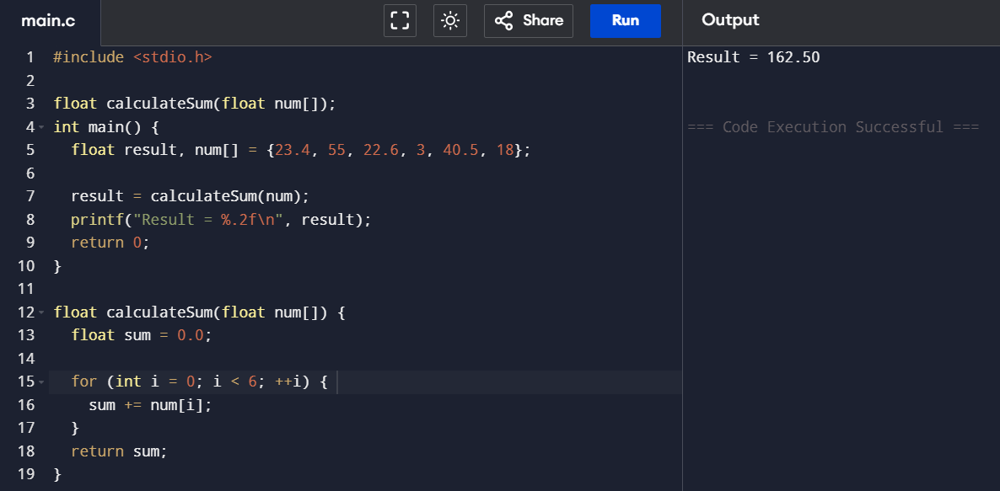 main.c
Share
Run
Output
1 #include <stdio.h>
2
3 float calculateSum(float num[]);
4 int main() {
5   float result, num[] = {23.4, 55, 22.6, 3, 40.5, 18};
6
7   result = calculateSum(num);
8   printf("Result = %.2f\n", result);
9   return 0;
10 }
11
12 float calculateSum(float num[]) {
13   float sum = 0.0;
14
15   for (int i = 0; i < 6; ++i) {
16     sum += num[i];
17   }
18   return sum;
19 }
Result = 162.50
=== Code Execution Successful ===